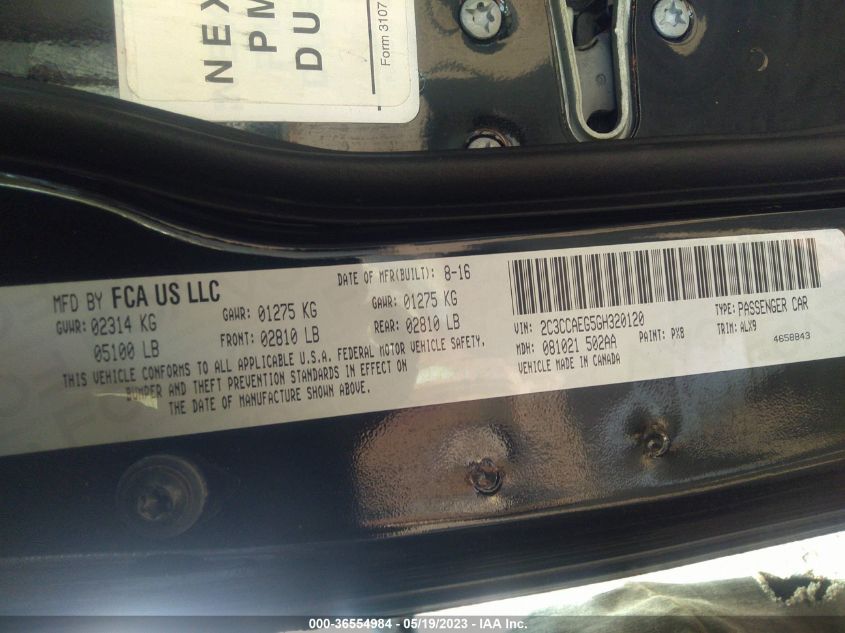 NEX
PM
DU
Form 3107
MFD BY FCA US LLC
DATE OF MFR(BUILT): 8-16
GVWR: 02314 KG
05100 LB
GAWR: 01275 KG
FRONT: 02810 LB
GAWR: 01275 KG
REAR: 02810 LB
THIS VEHICLE CONFORMS TO ALL APPLICABLE U.S.A. FEDERAL MOTOR VEHICLE SAFETY,
BUMPER AND THEFT PREVENTION STANDARDS IN EFFECT ON
THE DATE OF MANUFACTURE SHOWN ABOVE.
VIN: 2C3CCAEG5GH320120
TYPE: PASSENGER CAR
MDH: 081021 502AA
PAINT: PX8
TRIM: ALX9
VEHICLE MADE IN CANADA
4658843
000-36554984 - 05/19/2023 - IAA Inc.